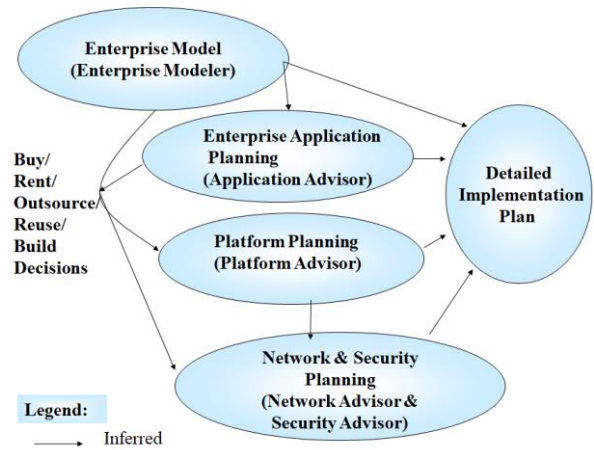 Enterprise Model
(Enterprise Modeler)
Enterprise Application
Planning
(Application Advisor)
Buy/
Rent/
Outsource/
Reuse/
Build
Decisions
Detailed
Implementation
Plan
Platform Planning
(Platform Advisor)
Network & Security
Planning
(Network Advisor &
Security Advisor)
Legend:
Inferred